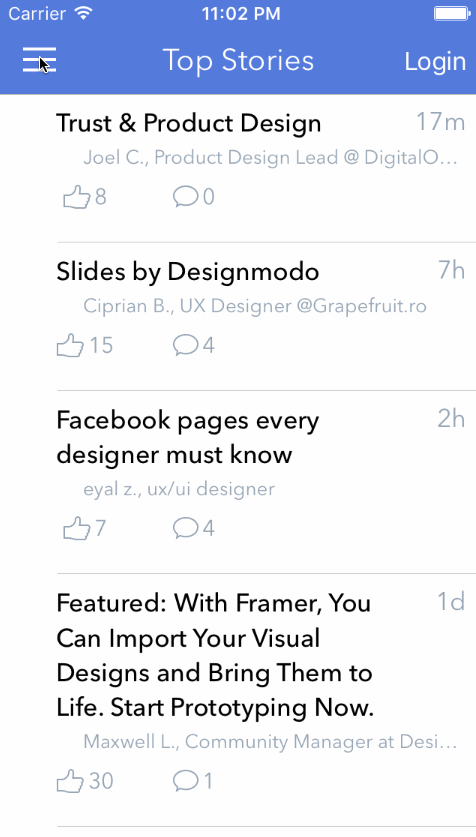 Carrier 11:02 PM
Top Stories Login
Trust & Product Design 17m
Joel C., Product Design Lead @ DigitalO...
8 0
Slides by Designmodo 7h
Ciprian B., UX Designer @Grapefruit.ro
15 4
Facebook pages every 2h
designer must know
eyal z., ux/ui designer
7 4
Featured: With Framer, You 1d
Can Import Your Visual
Designs and Bring Them to
Life. Start Prototyping Now.
Maxwell L., Community Manager at Desi...
30 1